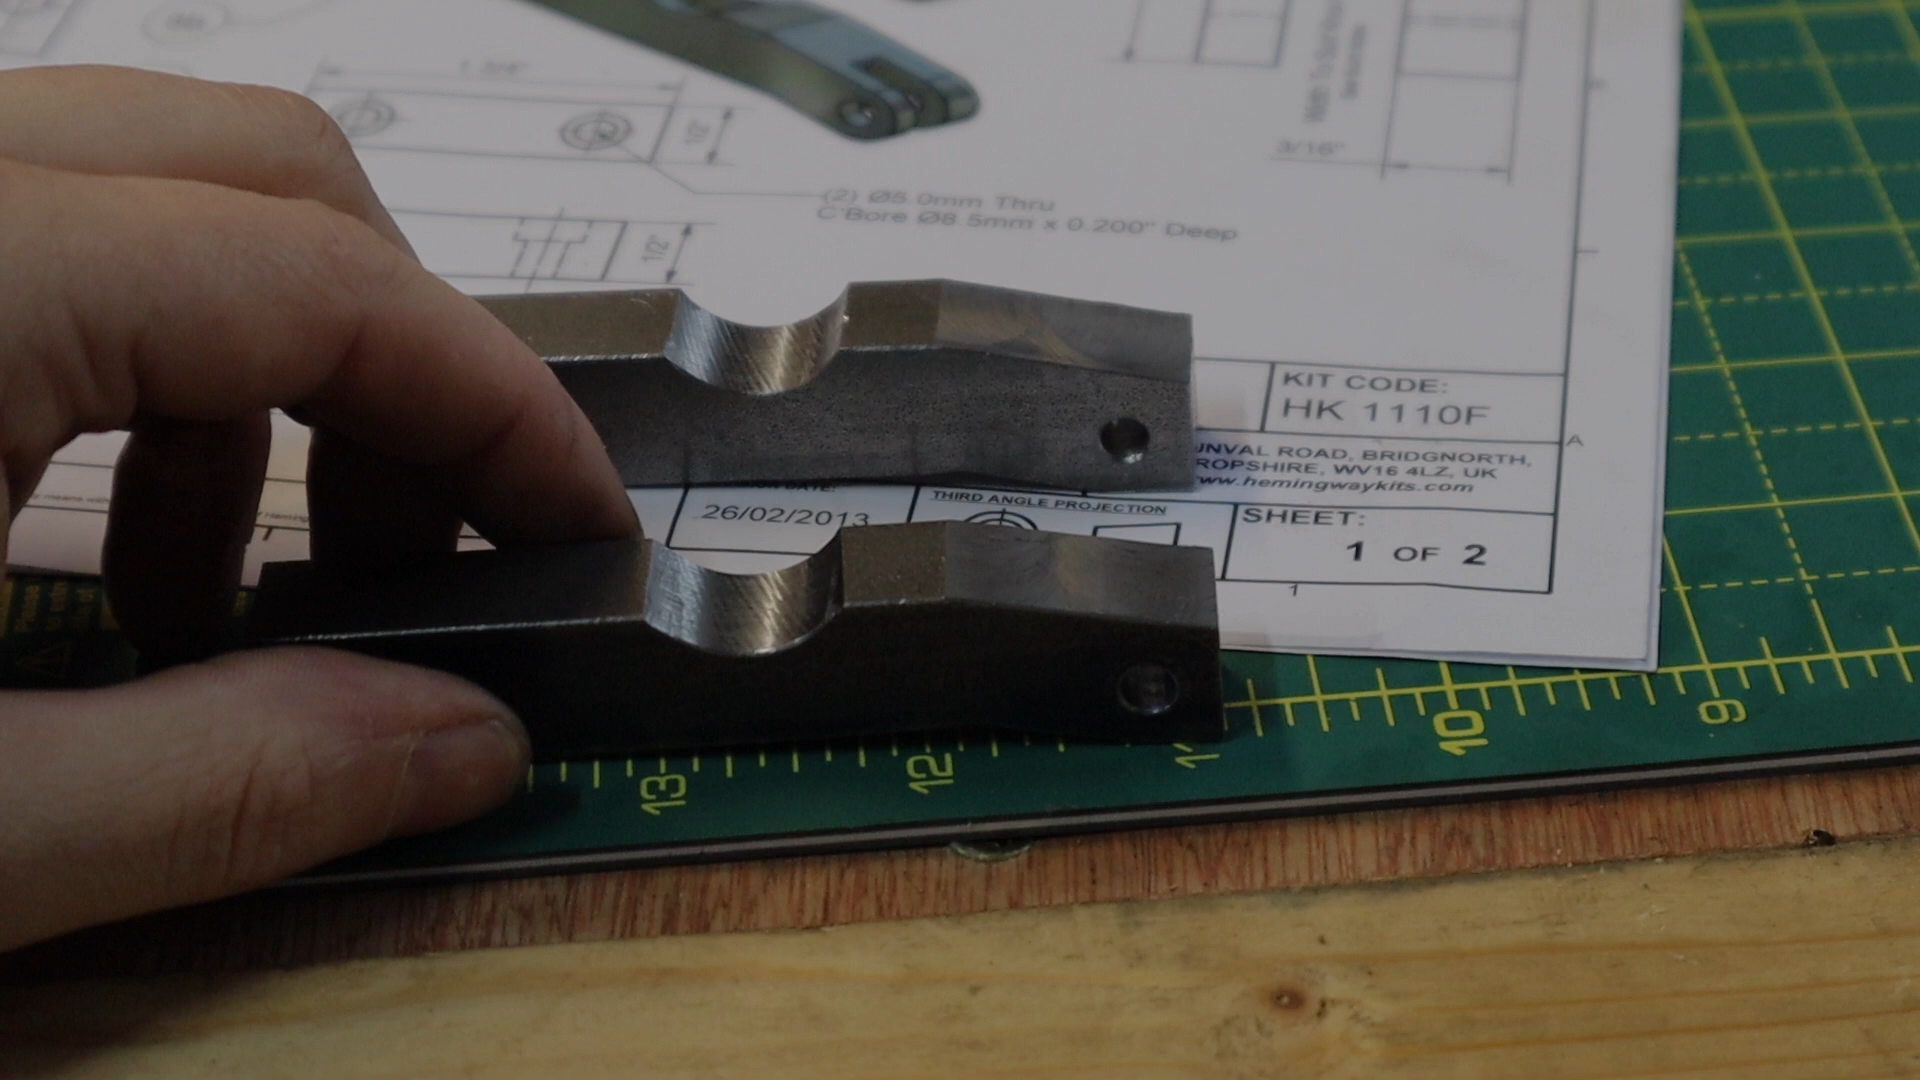 1 3/4"
1/2"
3/16"
(2) Ø5.0mm Thru
C'Bore Ø8.5mm x 0.200" Deep
1/2"
KIT CODE:
HK 1110F
A
UNVAL ROAD, BRIDGNORTH,
ROPSHIRE, WV16 4LZ, UK
ww.hemingwaykits.com
26/02/2013
THIRD ANGLE PROJECTION
SHEET:
1 OF 2
1
13
12
11
10
9